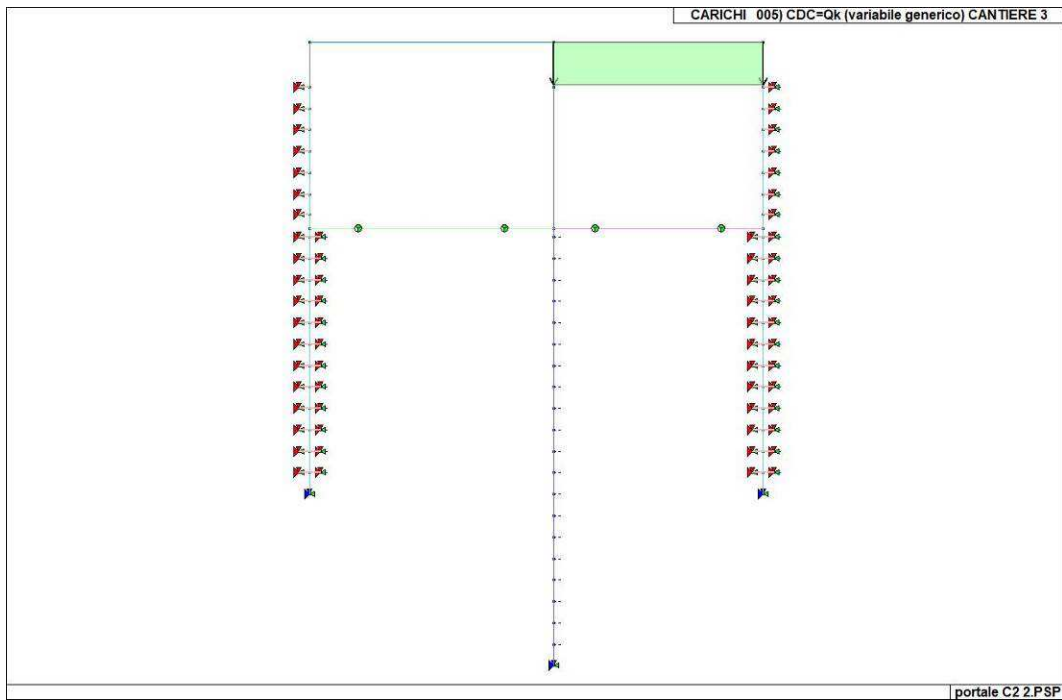 CARICHI 005) CDC=Qk (variabile generico) CANTIERE 3
portale C2 2.PSP